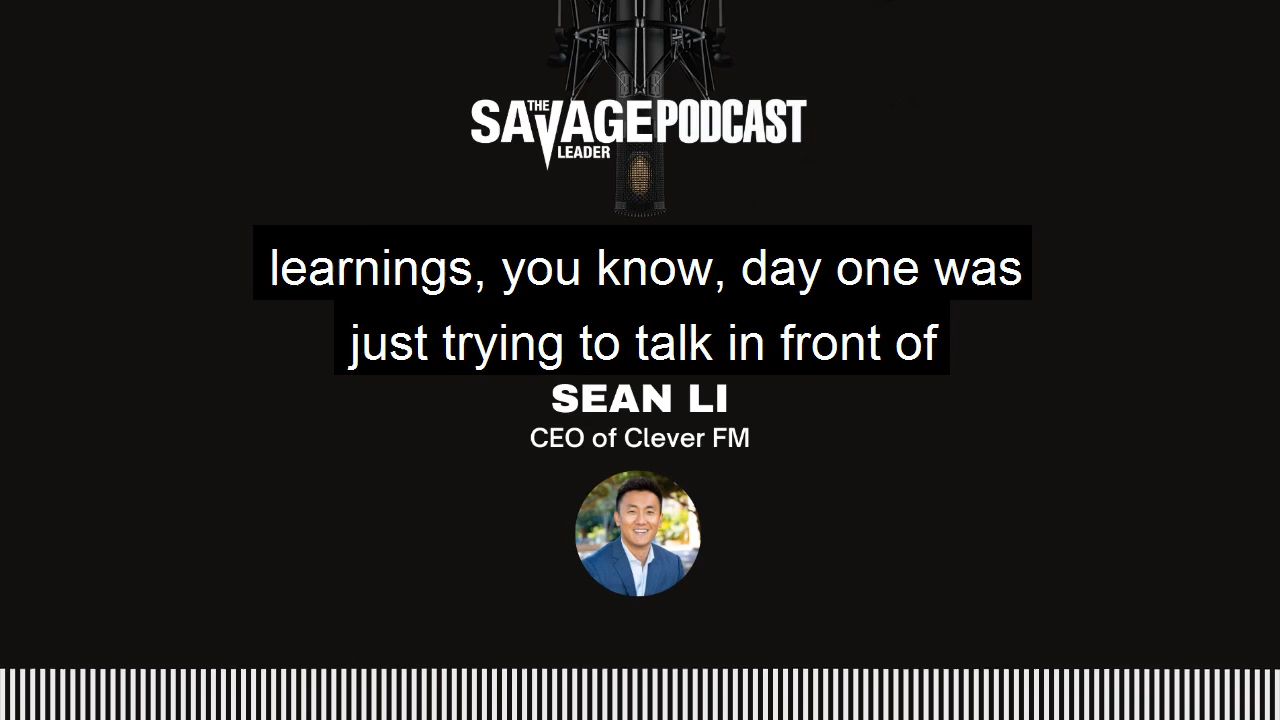 THE SAVAGE LEADER PODCAST
learnings, you know, day one was
just trying to talk in front of
SEAN LI
CEO of Clever FM